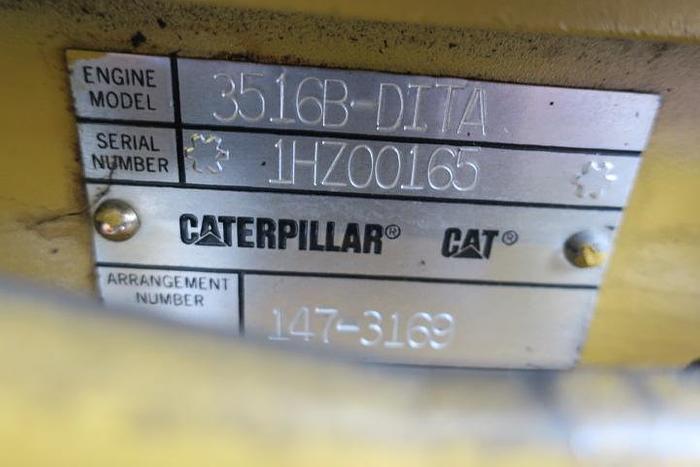 ENGINE MODEL 3516B-DITA
SERIAL NUMBER 1HZ00165
CATERPILLAR® CAT®
ARRANGEMENT NUMBER 147-3169